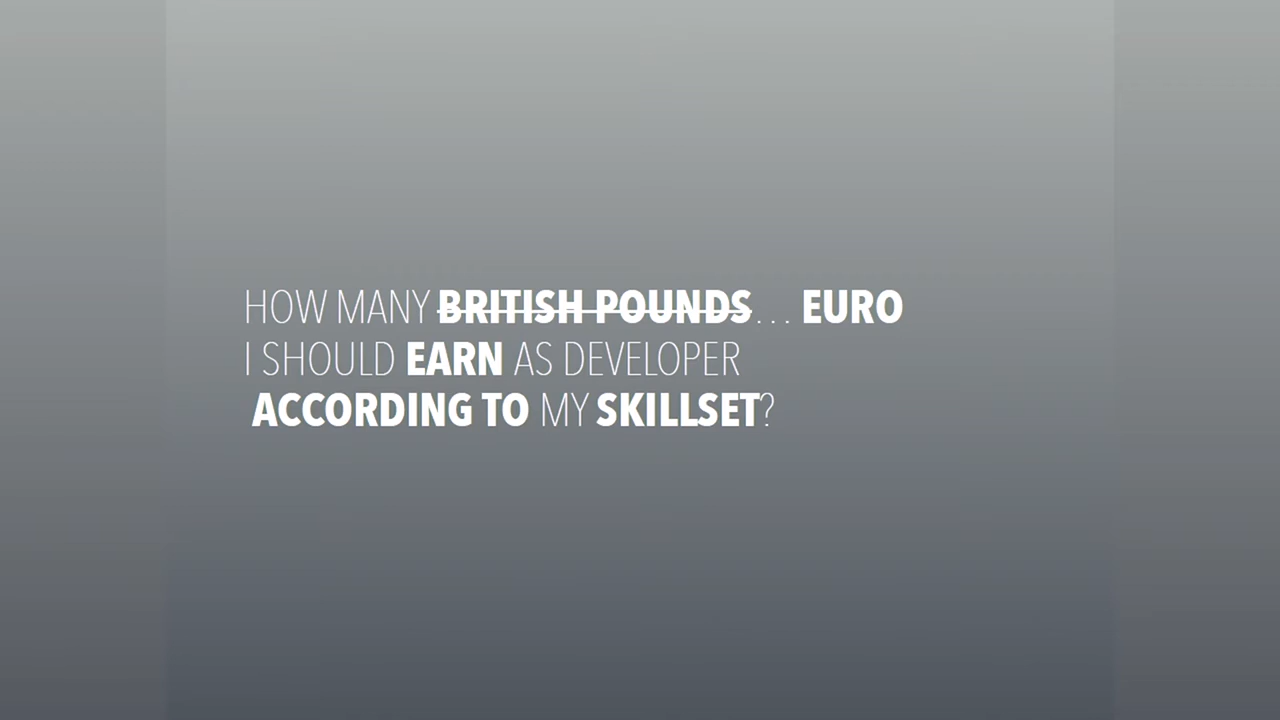 HOW MANY BRITISH POUNDS... EURO
I SHOULD EARN AS DEVELOPER
ACCORDING TO MY SKILLSET?